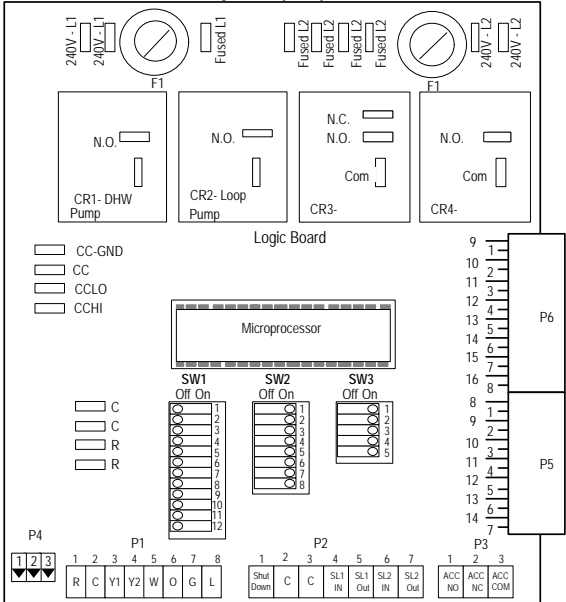 240V - L1
240V - L1
Fused L1
Fused L2
Fused L2
Fused L2
Fused L2
240V - L2
240V - L2
F1
F1
N.O.
CR1- DHW
Pump
N.O.
CR2- Loop
Pump
N.C.
N.O.
Com
CR3-
N.O.
Com
CR4-
Logic Board
CC-GND
CC
CCLO
CCHI
Microprocessor
9
1
10
2
11
3
12
4
13
5
14
6
15
7
16
8
P6
8
1
9
2
10
3
11
4
12
5
13
6
14
7
P5
C
C
R
R
SW1
Off On
1
2
3
4
5
6
7
8
9
10
11
12
SW2
Off On
1
2
3
4
5
6
7
8
SW3
Off On
1
2
3
4
5
P4
1 2 3
P1
1 2 3 4 5 6 7 8
R C Y1 Y2 W O G L
P2
1 2 3 4 5 6 7
Shut Down C C SL1 IN SL1 Out SL2 IN SL2 Out
P3
1 2 3
ACC NO ACC NC ACC COM